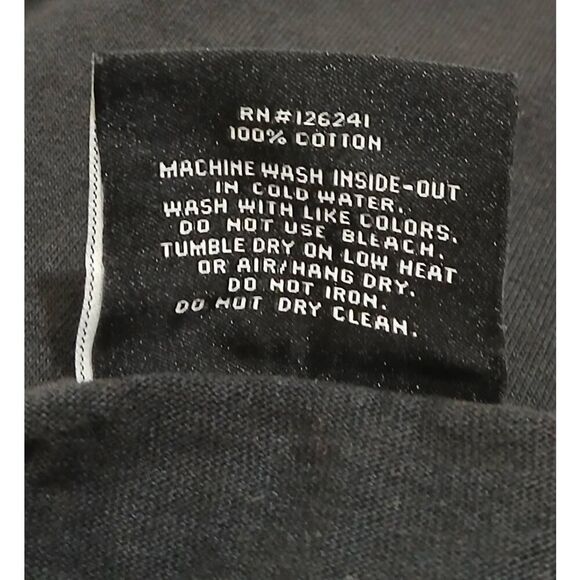 RN#126241
100% COTTON
MACHINE WASH INSIDE-OUT
IN COLD WATER.
WASH WITH LIKE COLORS.
DO NOT USE BLEACH.
TUMBLE DRY ON LOW HEAT
OR AIR/HANG DRY.
DO NOT IRON.
DO NOT DRY CLEAN.